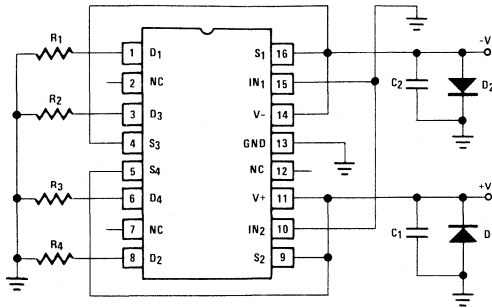 R1 1 D1 S1 16 -V
2 NC IN1 15 C2 D2
R2 3 D3 V- 14
4 S3 GND 13
5 S4 NC 12
R3 6 D4 V+ 11 +V
7 NC IN2 10 C1 D
R4 8 D2 S2 9